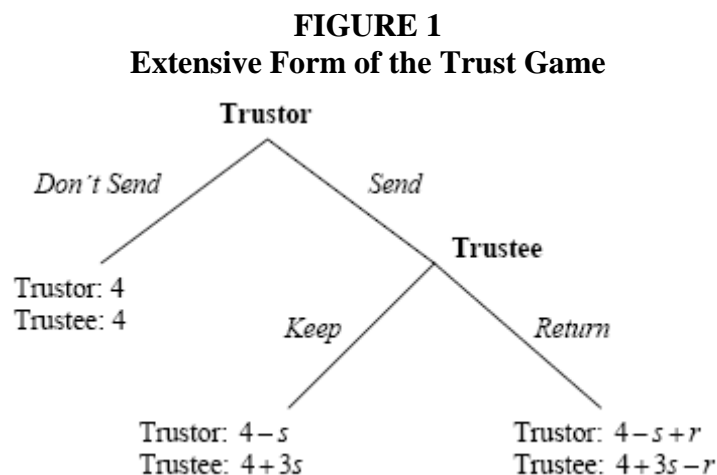 FIGURE 1
Extensive Form of the Trust Game
Trustor
Don´t Send
Send
Trustee
Trustor: 4
Trustee: 4
Keep
Return
Trustor: 4 – s
Trustee: 4 + 3s
Trustor: 4 – s + r
Trustee: 4 + 3s – r